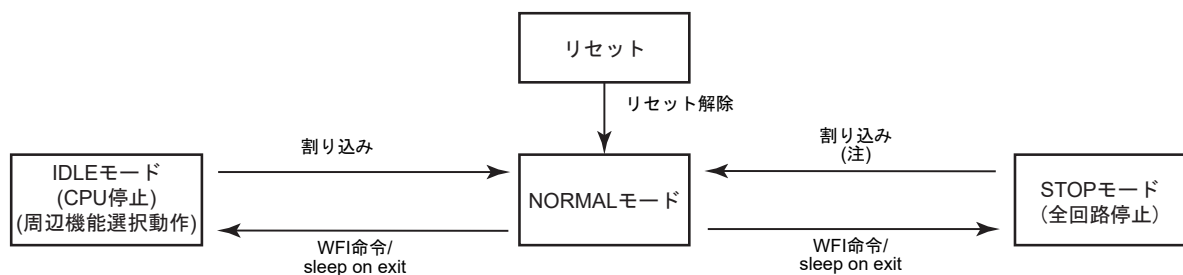 リセット
リセット解除
割り込み
割り込み
(注)
IDLEモード
(CPU停止)
(周辺機能選択動作)
NORMALモード
STOPモード
（全回路停止）
WFI命令/
sleep on exit
WFI命令/
sleep on exit